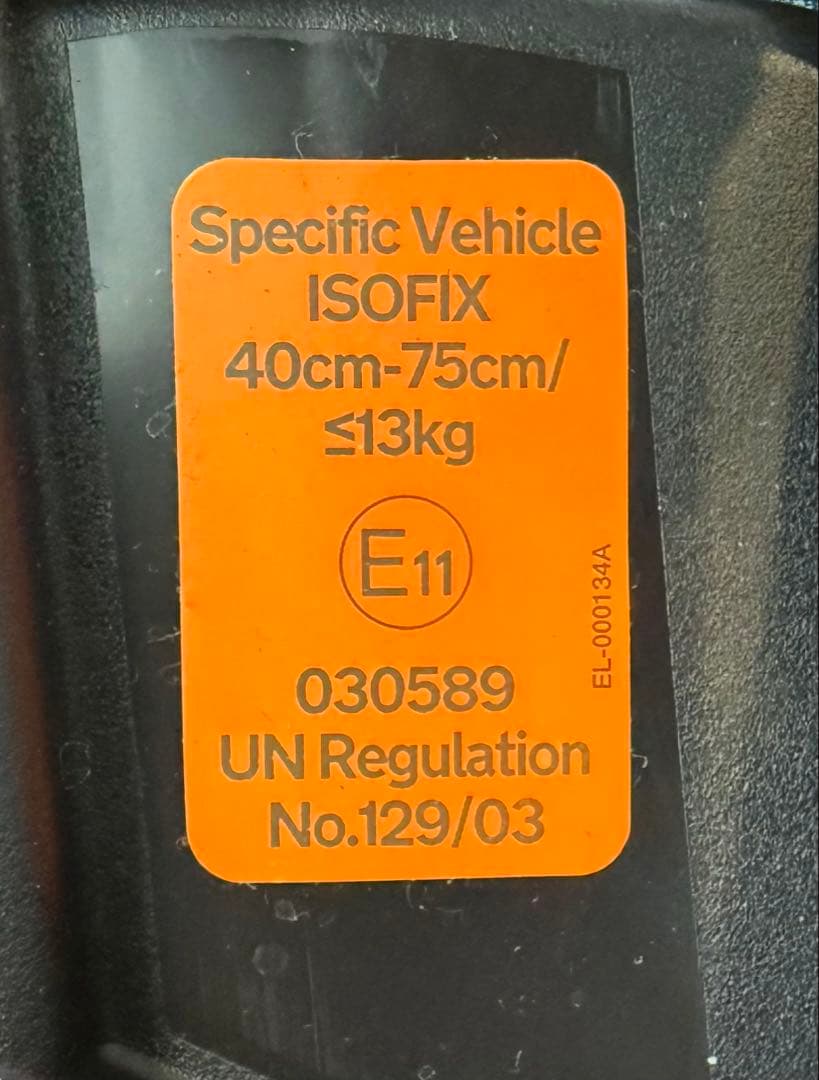 Specific Vehicle
ISOFIX
40cm-75cm/
≤13kg
E11
EL-000134A
030589
UN Regulation
No.129/03